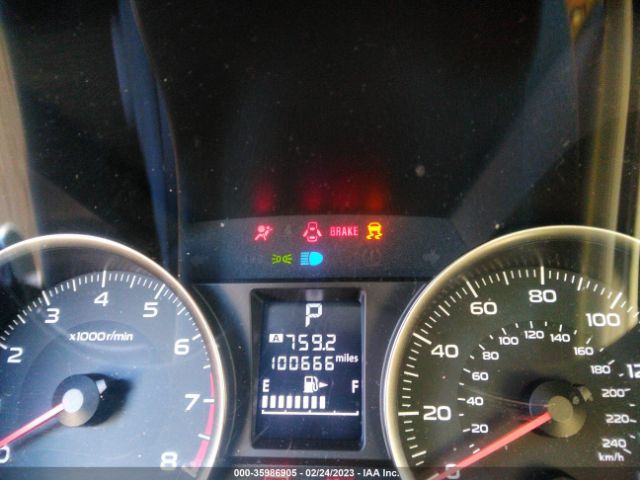 BRAKE
x1000r/min
0 2 3 4 5 6 7 8
P
A 759.2
100666 miles
E F
0 20 40 60 80 100
20 40 60 80 100 120 140 160 180 200 220 240
km/h
000-35986905 - 02/24/2023 - IAA Inc.